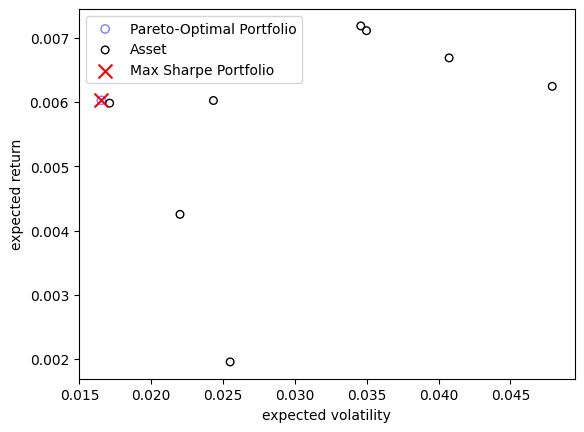 Pareto-Optimal Portfolio
Asset
Max Sharpe Portfolio
0.007
0.006
0.005
0.004
0.003
0.002
expected return
0.015 0.020 0.025 0.030 0.035 0.040 0.045
expected volatility